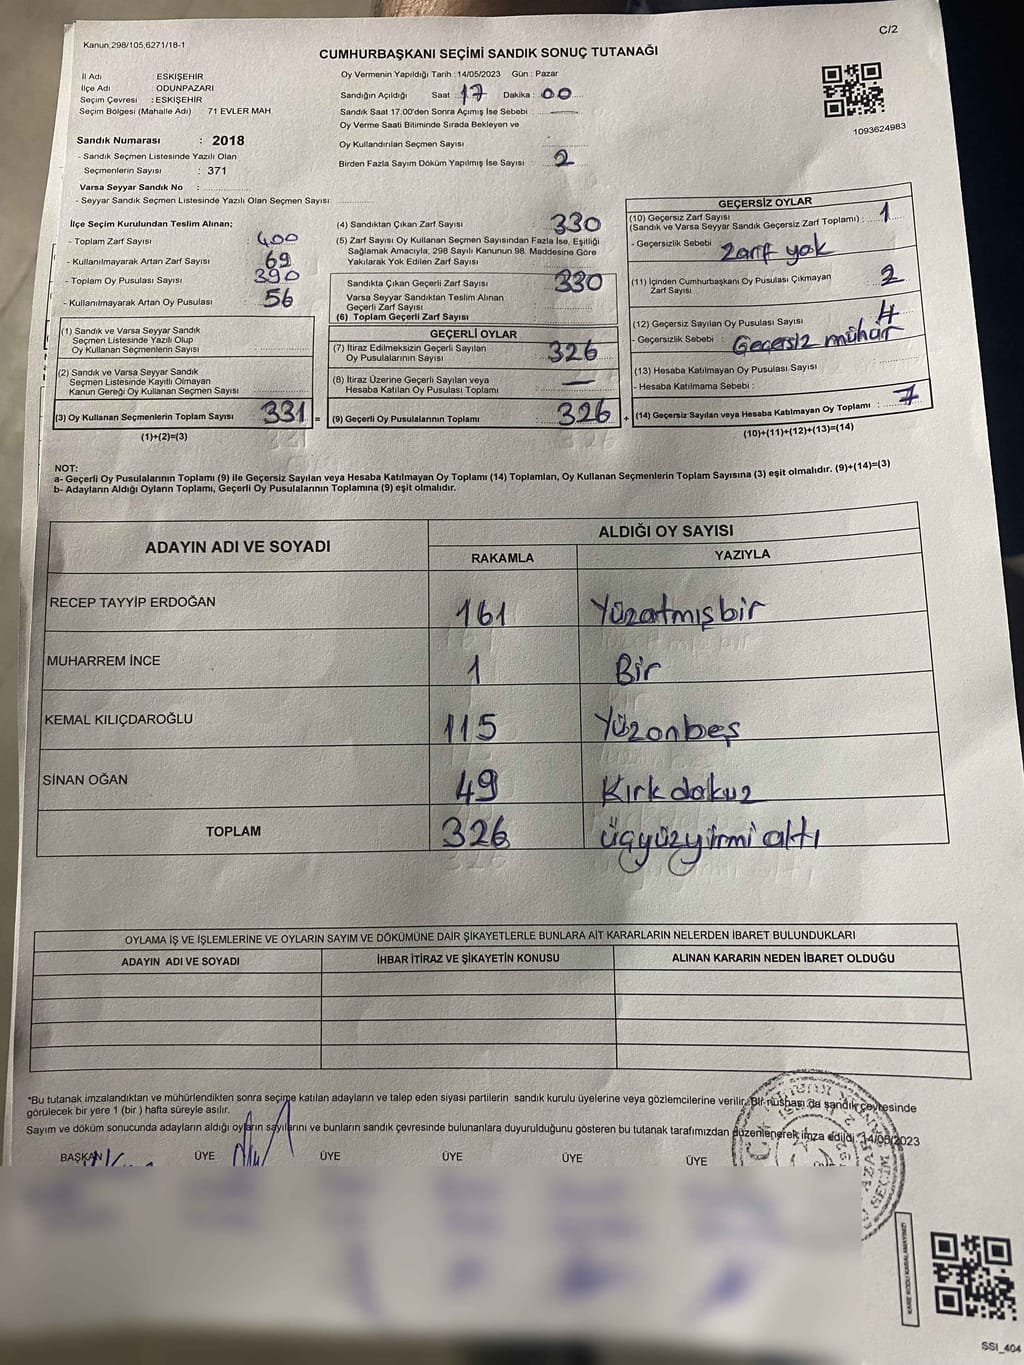 Kanun;298/105,6271/18-1
C/2
CUMHURBAŞKANI SEÇİMİ SANDIK SONUÇ TUTANAĞI
İl Adı : ESKİŞEHİR
İlçe Adı : ODUNPAZARI
Seçim Çevresi : ESKİŞEHİR
Seçim Bölgesi (Mahalle Adı) : 71 EVLER MAH
Sandık Numarası : 2018
- Sandık Seçmen Listesinde Yazılı Olan
Seçmenlerin Sayısı : 371
Varsa Seyyar Sandık No :
- Seyyar Sandık Seçmen Listesinde Yazılı Olan Seçmen Sayısı:
Oy Vermenin Yapıldığı Tarih :14/05/2023 Gün : Pazar
Sandığın Açıldığı Saat : 17 Dakika : 00
Sandık Saat 17:00'den Sonra Açımış İse Sebebi :
Oy Verme Saati Bitiminde Sırada Bekleyen ve
Oy Kullandırılan Seçmen Sayısı :
Birden Fazla Sayım Döküm Yapılmış İse Sayısı : 2
1093624983
İlçe Seçim Kurulundan Teslim Alınan;
- Toplam Zarf Sayısı : 400
- Kullanılmayarak Artan Zarf Sayısı : 69
- Toplam Oy Pusulası Sayısı : 390
- Kullanılmayarak Artan Oy Pusulası : 56
(1) Sandık ve Varsa Seyyar Sandık
Seçmen Listesinde Yazılı Olup
Oy Kullanan Seçmenlerin Sayısı :
(2) Sandık ve Varsa Seyyar Sandık
Seçmen Listesinde Kayıtlı Olmayan
Kanun Gereği Oy Kullanan Seçmen Sayısı :
(3) Oy Kullanan Seçmenlerin Toplam Sayısı : 331 =
(1)+(2)=(3)
(4) Sandıktan Çıkan Zarf Sayısı : 330
(5) Zarf Sayısı Oy Kullanan Seçmen Sayısından Fazla İse, Eşitliği
Sağlamak Amacıyla, 298 Sayılı Kanunun 98. Maddesine Göre
Yakılarak Yok Edilen Zarf Sayısı :
Sandıkta Çıkan Geçerli Zarf Sayısı : 330
Varsa Seyyar Sandıktan Teslim Alınan
Geçerli Zarf Sayısı :
(6) Toplam Geçerli Zarf Sayısı :
GEÇERLİ OYLAR
(7) İtiraz Edilmeksizin Geçerli Sayılan
Oy Pusulalarının Sayısı : 326
(8) İtiraz Üzerine Geçerli Sayılan veya
Hesaba Katılan Oy Pusulası Toplamı : —
(9) Geçerli Oy Pusulalarının Toplamı : 326 +
GEÇERSİZ OYLAR
(10) Geçersiz Zarf Sayısı
(Sandık ve Varsa Seyyar Sandık Geçersiz Zarf Toplamı) : 1
- Geçersizlik Sebebi : Zarf yok
(11) İçinden Cumhurbaşkanı Oy Pusulası Çıkmayan
Zarf Sayısı : 2
(12) Geçersiz Sayılan Oy Pusulası Sayısı : 4
- Geçersizlik Sebebi : Geçersiz mühür
(13) Hesaba Katılmayan Oy Pusulası Sayısı :
- Hesaba Katılmama Sebebi :
(14) Geçersiz Sayılan veya Hesaba Katılmayan Oy Toplamı : 7
(10)+(11)+(12)+(13)=(14)
NOT:
a- Geçerli Oy Pusulalarının Toplamı (9) ile Geçersiz Sayılan veya Hesaba Katılmayan Oy Toplamı (14) Toplamları, Oy Kullanan Seçmenlerin Toplam Sayısına (3) eşit olmalıdır. (9)+(14)=(3)
b- Adayların Aldığı Oyların Toplamı, Geçerli Oy Pusulalarının Toplamına (9) eşit olmalıdır.
ADAYIN ADI VE SOYADI
ALDIĞI OY SAYISI
RAKAMLA YAZIYLA
RECEP TAYYİP ERDOĞAN 161 Yüzatmışbir
MUHARREM İNCE 1 Bir
KEMAL KILIÇDAROĞLU 115 Yüzonbeş
SİNAN OĞAN 49 Kırkdokuz
TOPLAM 326 üçyüzyirmialtı
OYLAMA İŞ VE İŞLEMLERİNE VE OYLARIN SAYIM VE DÖKÜMÜNE DAİR ŞİKAYETLERLE BUNLARA AİT KARARLARIN NELERDEN İBARET BULUNDUKLARI
ADAYIN ADI VE SOYADI İHBAR İTİRAZ VE ŞİKAYETİN KONUSU ALINAN KARARIN NEDEN İBARET OLDUĞU
*Bu tutanak imzalandıktan ve mühürlendikten sonra seçime katılan adayların ve talep eden siyasi partilerin sandık kurulu üyelerine veya gözlemcilerine verilir. Bir nüshası da sandık çevresinde
görülecek bir yere 1 (bir ) hafta süreyle asılır.
Sayım ve döküm sonucunda adayların aldığı oyların sayılarını ve bunların sandık çevresinde bulunanlara duyurulduğunu gösteren bu tutanak tarafımızdan düzenlenerek imza edildi. 14/05/2023
BAŞKAN ÜYE ÜYE ÜYE ÜYE ÜYE
KARE KODU KARALAMAYINIZ!
SSI_404